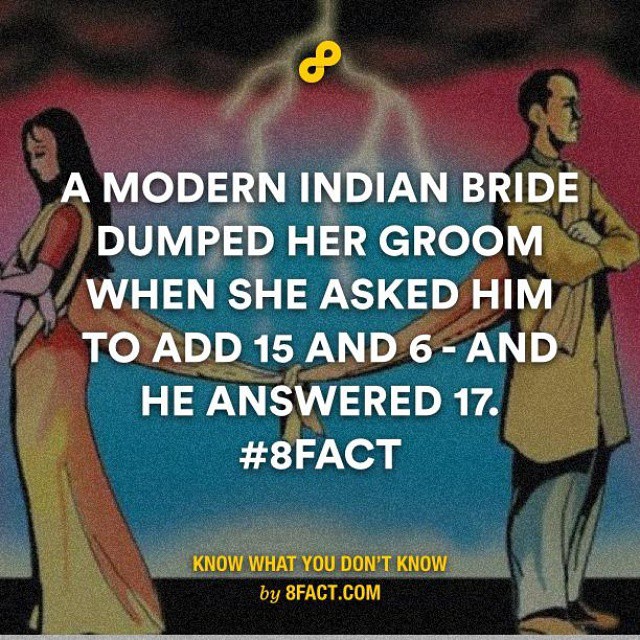 A MODERN INDIAN BRIDE
DUMPED HER GROOM
WHEN SHE ASKED HIM
TO ADD 15 AND 6 - AND
HE ANSWERED 17.
#8FACT
KNOW WHAT YOU DON'T KNOW
by 8FACT.COM